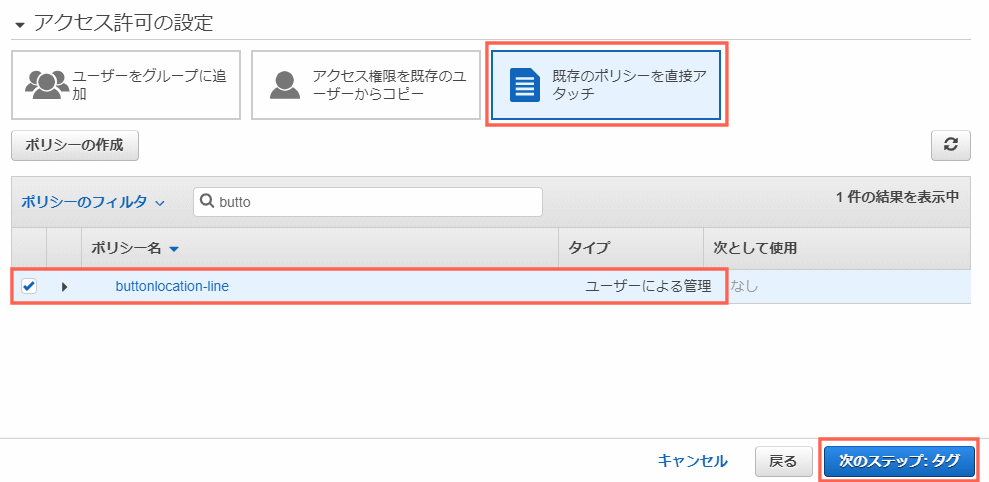 アクセス許可の設定
ユーザーをグループに追
加
アクセス権限を既存のユ
ーザーからコピー
既存のポリシーを直接ア
タッチ
ポリシーの作成
ポリシーのフィルタ
butto
1 件の結果を表示中
ポリシー名
タイプ
次として使用
buttonlocation-line
ユーザーによる管理
なし
キャンセル
戻る
次のステップ: タグ